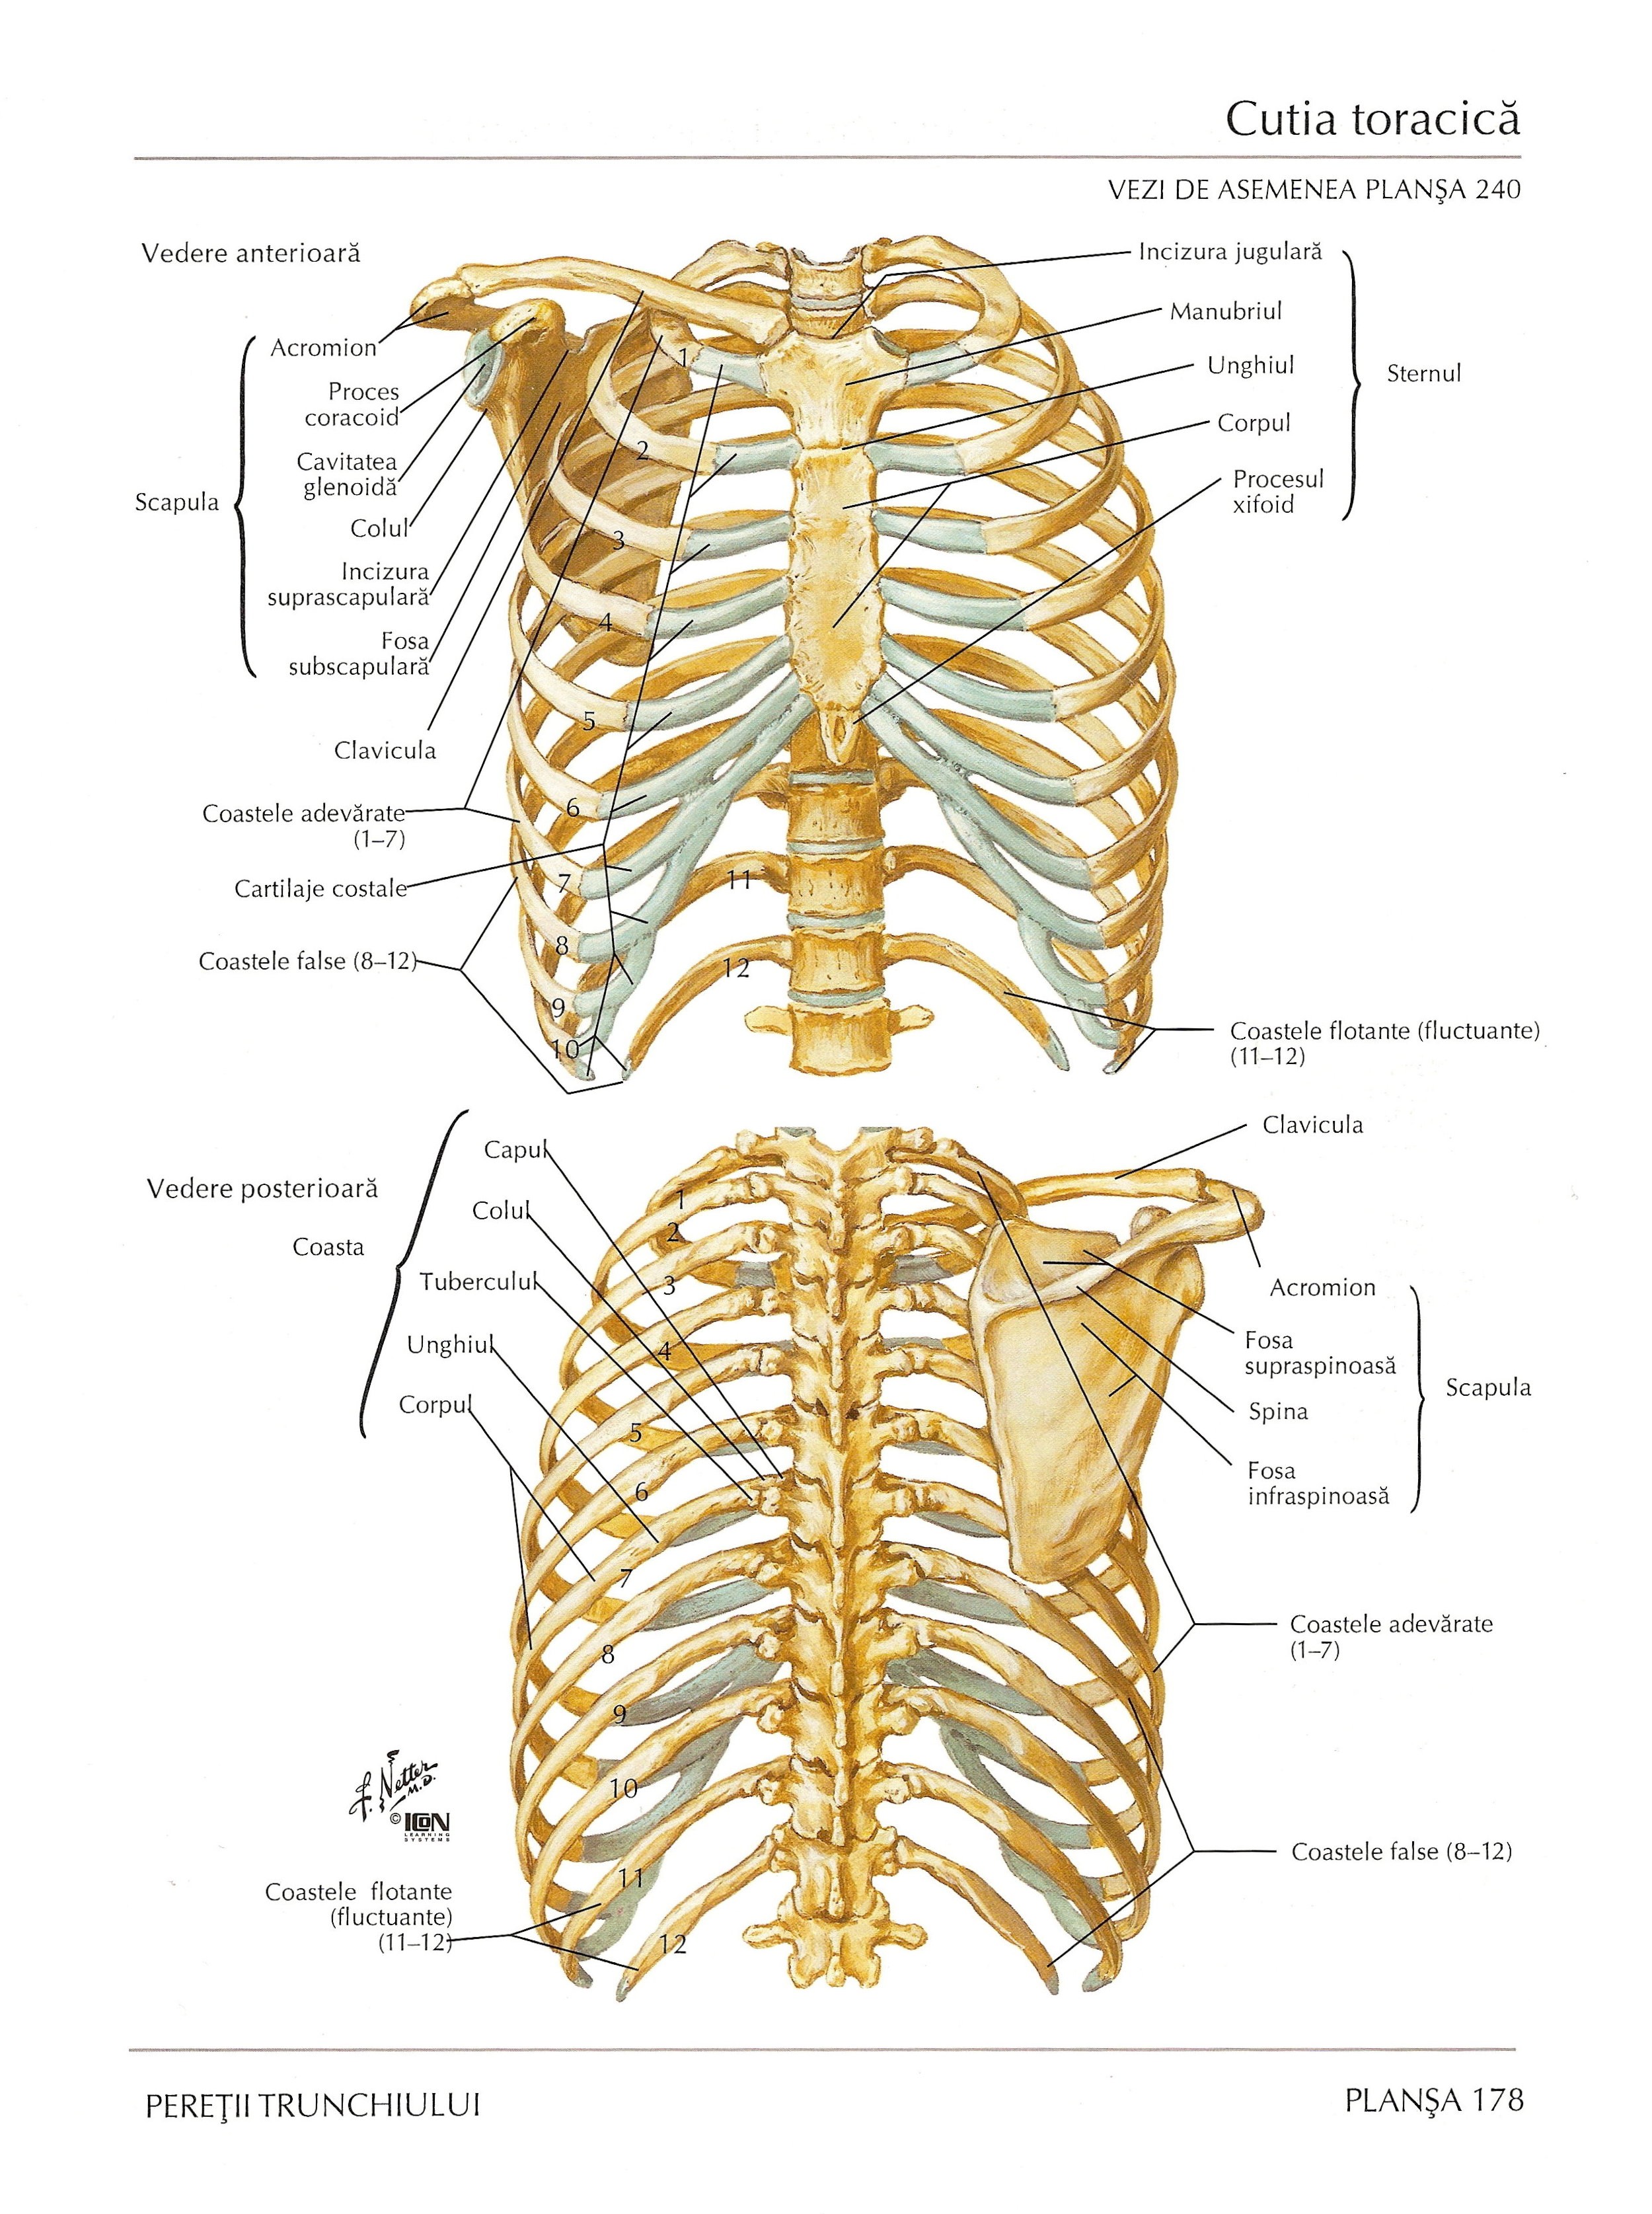 Cutia toracică
VEZI DE ASEMENEA PLANŞA 240
Vedere anterioară
Acromion
Proces
coracoid
Cavitatea
glenoidă
Scapula
Colul
Incizura
suprascapulară
Fosa
subscapulară
Clavicula
Coastele adevărate
(1–7)
Cartilaje costale
Coastele false (8–12)
Incizura jugulară
Manubriul
Unghiul
Sternul
Corpul
Procesul
xifoid
Coastele flotante (fluctuante)
(11–12)
1
2
3
4
5
6
7
8
9
10
11
12
Vedere posterioară
Coasta
Capul
Colul
Tuberculul
Unghiul
Corpul
Clavicula
Acromion
Fosa
supraspinoasă
Scapula
Spina
Fosa
infraspinoasă
Coastele adevărate
(1–7)
Coastele false (8–12)
1
2
3
4
5
6
7
8
9
10
11
12
F. Netter
M.D.
© ICON
LEARNING
SYSTEMS
Coastele flotante
(fluctuante)
(11–12)
PEREŢII TRUNCHIULUI
PLANŞA 178